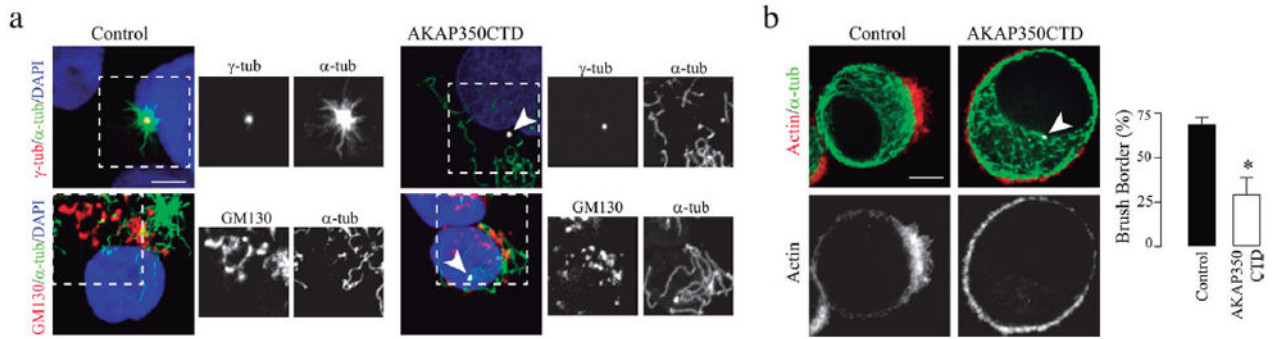 a
Control
AKAP350CTD
γ-tub/α-tub/DAPI
γ-tub
α-tub
γ-tub
α-tub
GM130/α-tub/DAPI
GM130
α-tub
GM130
α-tub
b
Control
AKAP350CTD
Actin/α-tub
Actin
Brush Border (%)
75
50
25
0
*
Control
AKAP350
CTD